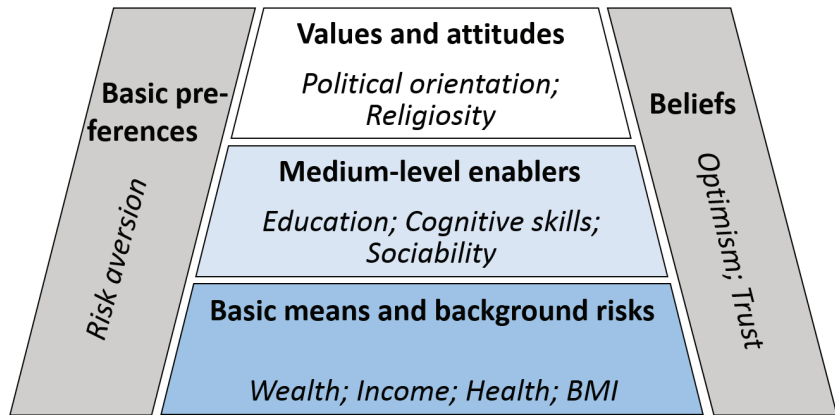 Basic pre-
ferences
Risk aversion
Values and attitudes
Political orientation;
Religiosity
Medium-level enablers
Education; Cognitive skills;
Sociability
Basic means and background risks
Wealth; Income; Health; BMI
Beliefs
Optimism; Trust